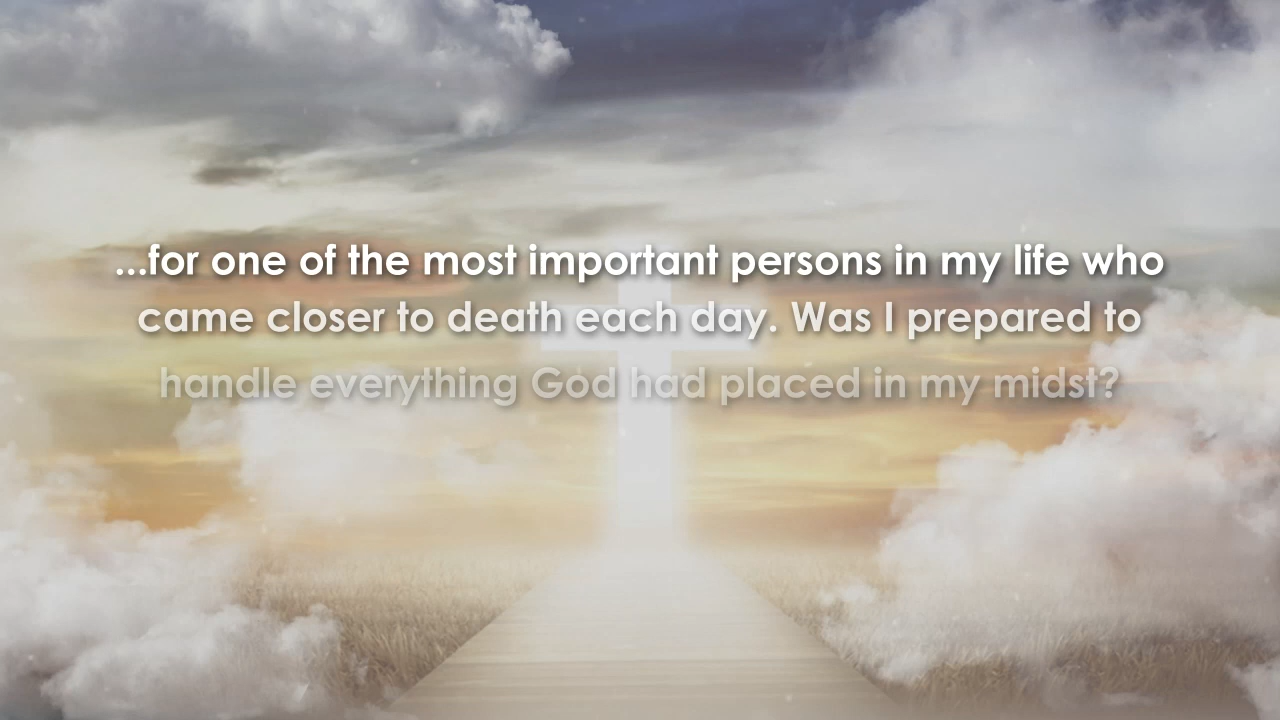 ...for one of the most important persons in my life who
came closer to death each day. Was I prepared to
handle everything God had placed in my midst?